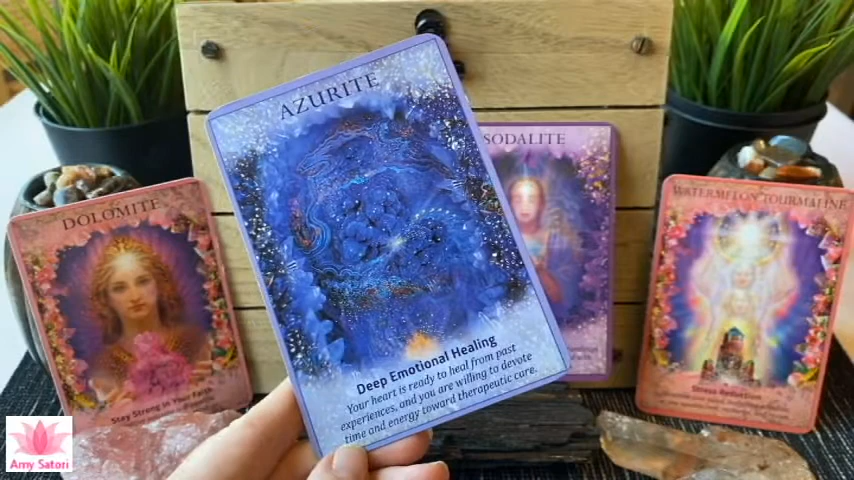 AZURITE
Deep Emotional Healing
Your heart is ready to heal from past
experiences, and you are willing to devote
time and energy toward therapeutic care.
SODALITE
DOLOMITE
Stay Strong in Your Faith
WATERMELON TOURMALINE
Stress Reduction
Amy Satori